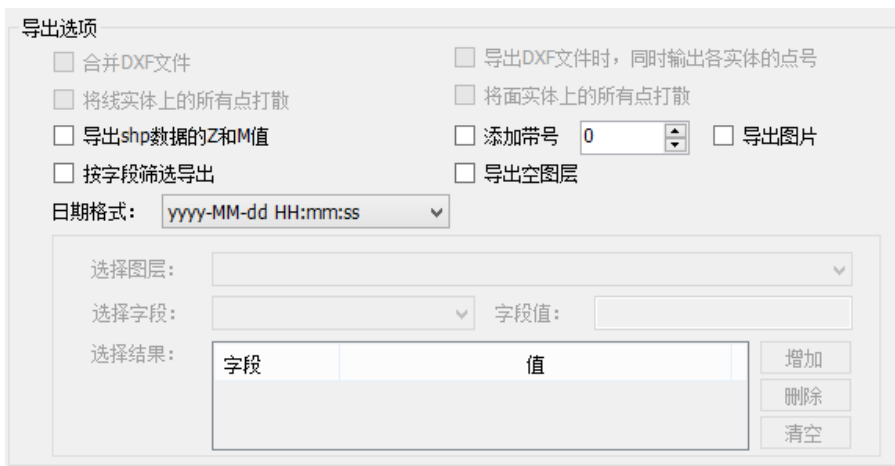 导出选项
合并DXF文件
导出DXF文件时，同时输出各实体的点号
将线实体上的所有点打散
将面实体上的所有点打散
导出shp数据的Z和M值
添加带号 0 导出图片
按字段筛选导出
导出空图层
日期格式： yyyy-MM-dd HH:mm:ss
选择图层：
选择字段： 字段值：
选择结果： 字段 值
增加
删除
清空